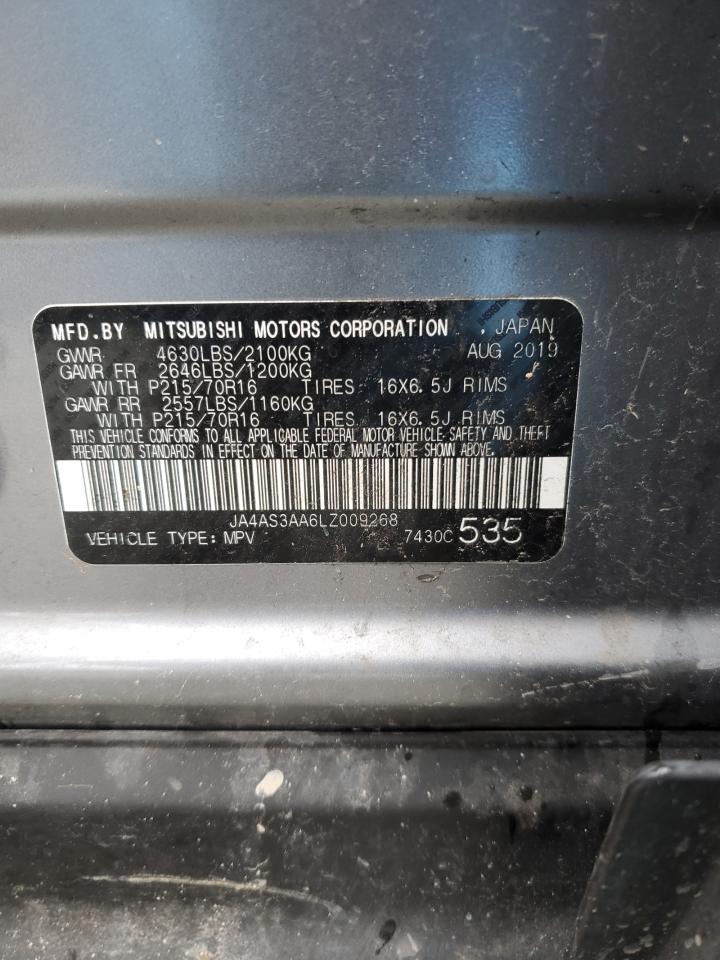 MFD.BY MITSUBISHI MOTORS CORPORATION , JAPAN
GVWR 4630LBS/2100KG AUG 2019
GAWR FR 2646LBS/1200KG
WITH P215/70R16 TIRES 16X6.5J RIMS
GAWR RR 2557LBS/1160KG
WITH P215/70R16 TIRES 16X6.5J RIMS
THIS VEHICLE CONFORMS TO ALL APPLICABLE FEDERAL MOTOR VEHICLE SAFETY AND THEFT
PREVENTION STANDARDS IN EFFECT ON THE DATE OF MANUFACTURE SHOWN ABOVE.
JA4AS3AA6LZ009268
VEHICLE TYPE: MPV 7430C 535